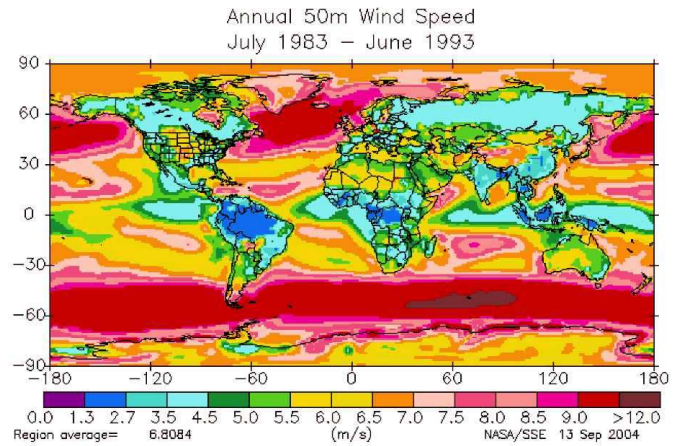 Annual 50m Wind Speed
July 1983 – June 1993
90
60
30
0
−30
−60
−90
−180 −120 −60 0 60 120 180
0.0 1.3 2.7 3.5 4.5 5.0 5.5 6.0 6.5 7.0 7.5 8.0 8.5 9.0 >12.0
Region average= 6.8084 (m/s) NASA/SSE 13 Sep 2004